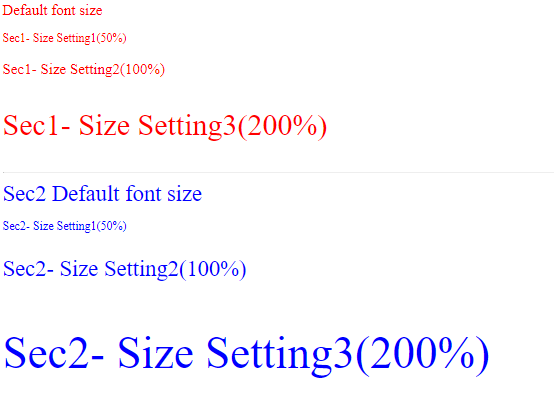 Default font size
Sec1- Size Setting1(50%)
Sec1- Size Setting2(100%)
Sec1- Size Setting3(200%)
Sec2 Default font size
Sec2- Size Setting1(50%)
Sec2- Size Setting2(100%)
Sec2- Size Setting3(200%)